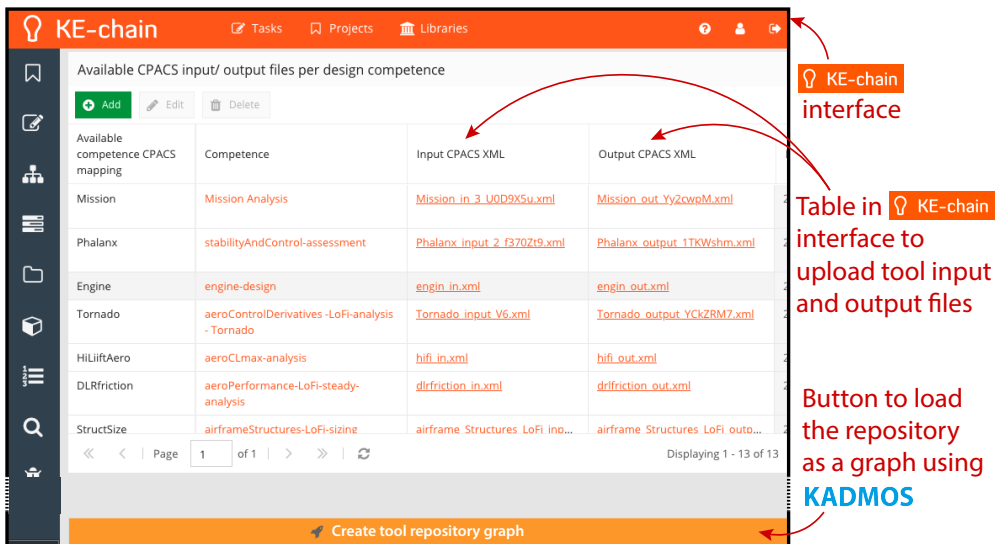 KE-chain Tasks Projects Libraries
Available CPACS input/ output files per design competence
Add Edit Delete
Available
competence CPACS
mapping
Competence
Input CPACS XML
Output CPACS XML
Mission Mission Analysis Mission_in_3_U0D9X5u.xml Mission_out_Yy2cwpM.xml
Phalanx stabilityAndControl-assessment Phalanx_input_2_f370Zt9.xml Phalanx_output_1TKWshm.xml
Engine engine-design engin_in.xml engin_out.xml
Tornado aeroControlDerivatives -LoFi-analysis
- Tornado
Tornado_input_V6.xml Tornado_output_YCkZRM7.xml
HiLiiftAero aeroCLmax-analysis hifi_in.xml hifi_out.xml
DLRfriction aeroPerformance-LoFi-steady-
analysis
dlrfriction_in.xml drlfriction_out.xml
StructSize airframeStructures-LoFi-sizing airframe_Structures_LoFi_inp... airframe_Structures_LoFi_outp...
Page 1 of 1 Displaying 1 - 13 of 13
Create tool repository graph
KE-chain
interface
Table in KE-chain
interface to
upload tool input
and output files
Button to load
the repository
as a graph using
KADMOS